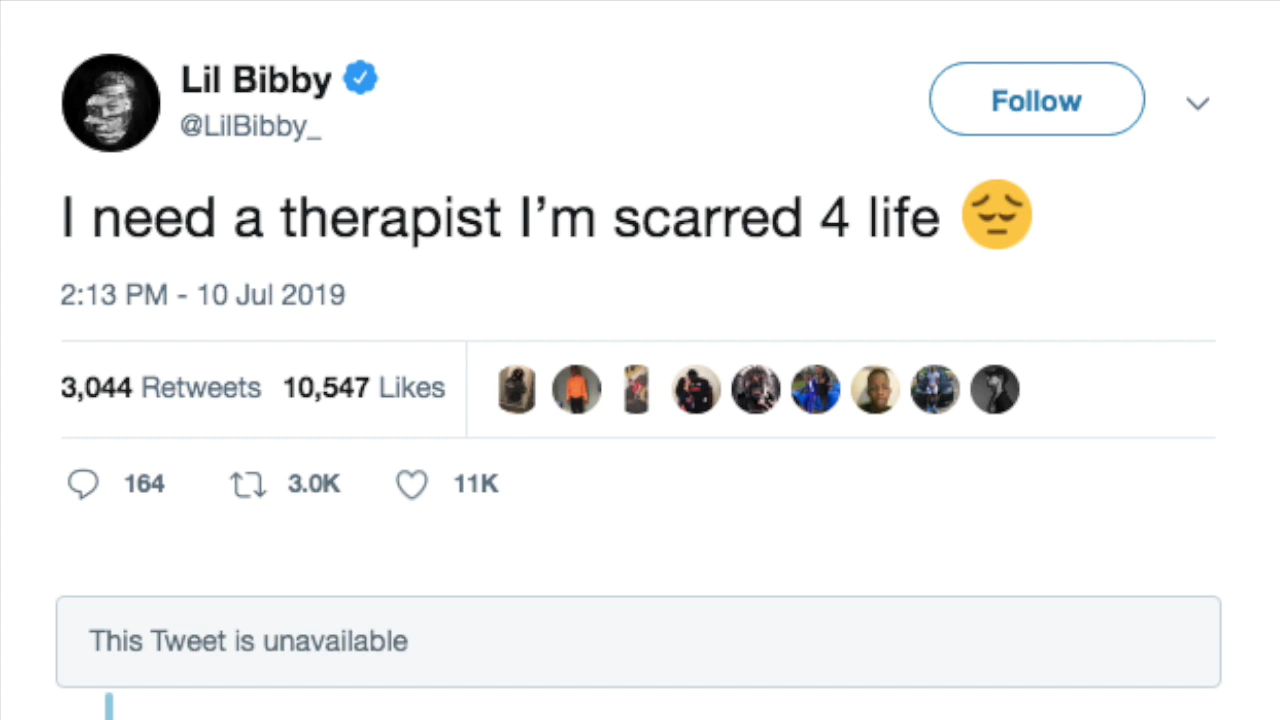 Lil Bibby
@LilBibby_
Follow
I need a therapist I’m scarred 4 life 😔
2:13 PM - 10 Jul 2019
3,044 Retweets 10,547 Likes
164 3.0K 11K
This Tweet is unavailable